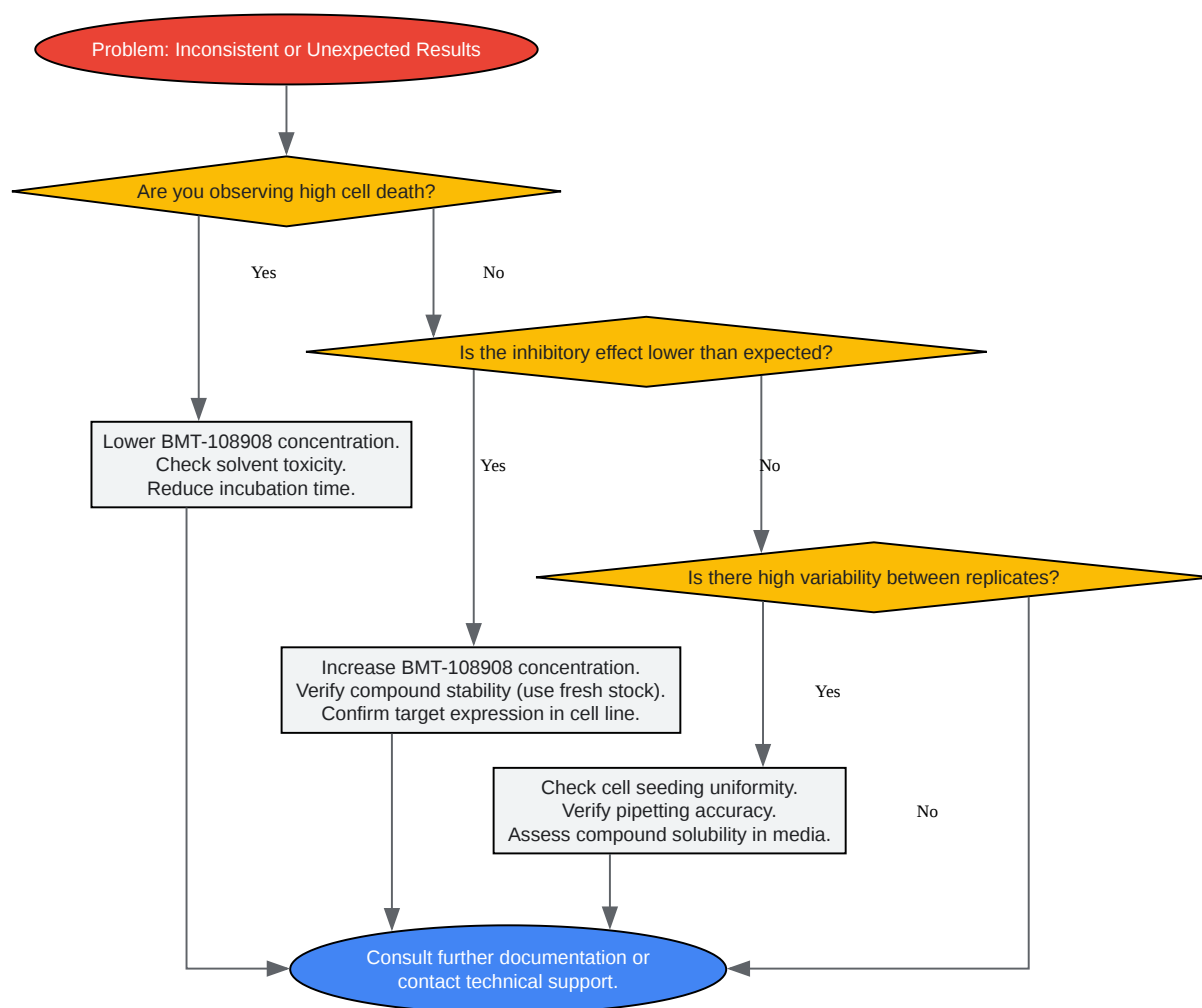 Problem: Inconsistent or Unexpected Results
Are you observing high cell death?
Yes
No
Is the inhibitory effect lower than expected?
Lower BMT-108908 concentration.
Check solvent toxicity.
Reduce incubation time.
Yes
No
Is there high variability between replicates?
Increase BMT-108908 concentration.
Verify compound stability (use fresh stock).
Confirm target expression in cell line.
Yes
No
Check cell seeding uniformity.
Verify pipetting accuracy.
Assess compound solubility in media.
Consult further documentation or
contact technical support.